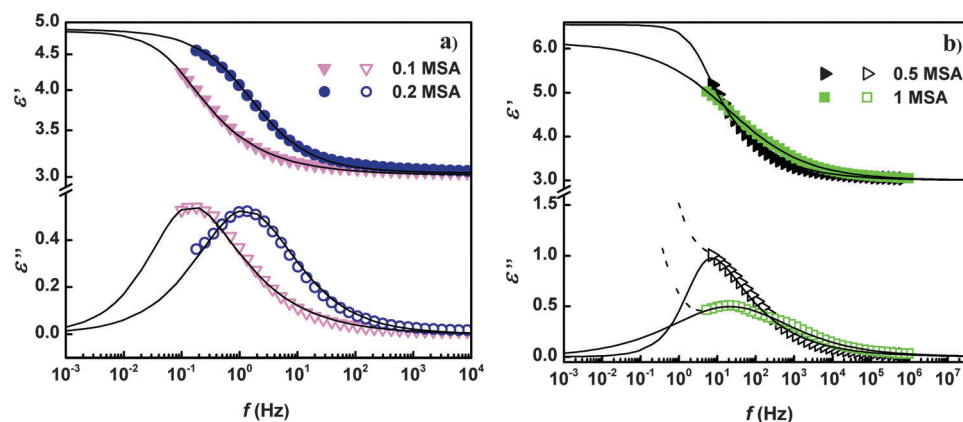 a)
5.0
4.5
4.0
3.5
3.0
0.4
0.2
0.0
ε'
ε''
0.1 MSA
0.2 MSA
10⁻³ 10⁻² 10⁻¹ 10⁰ 10¹ 10² 10³ 10⁴
f (Hz)
b)
6.0
5.0
4.0
3.0
1.5
1.0
0.5
0.0
ε'
ε''
0.5 MSA
1 MSA
10⁻³ 10⁻² 10⁻¹ 10⁰ 10¹ 10² 10³ 10⁴ 10⁵ 10⁶ 10⁷
f (Hz)